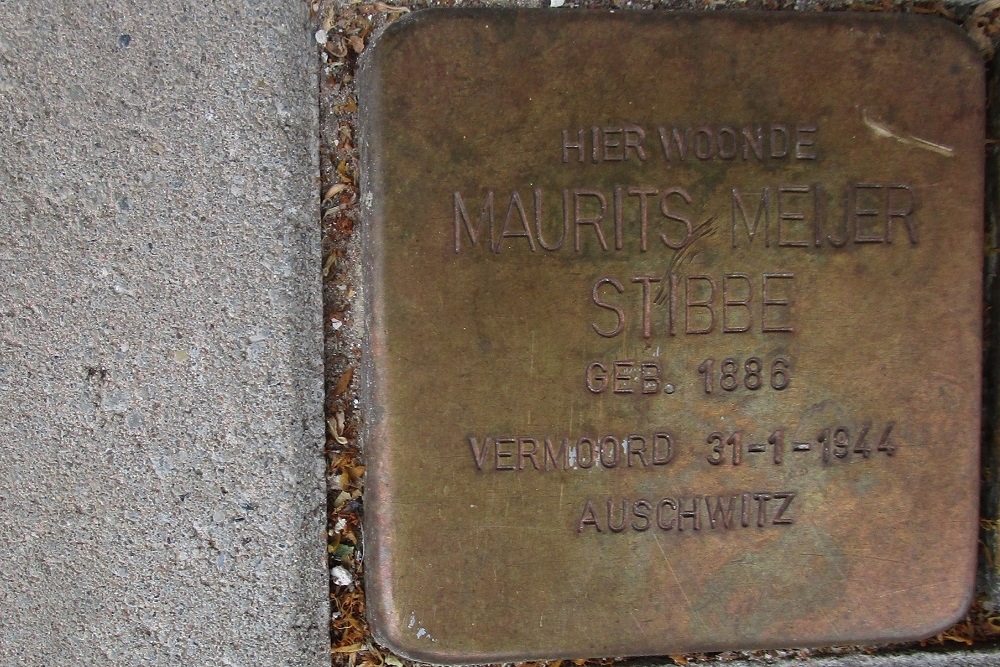 HIER WOONDE
MAURITS MEIJER
STIBBE
GEB. 1886
VERMOORD 31-1-1944
AUSCHWITZ